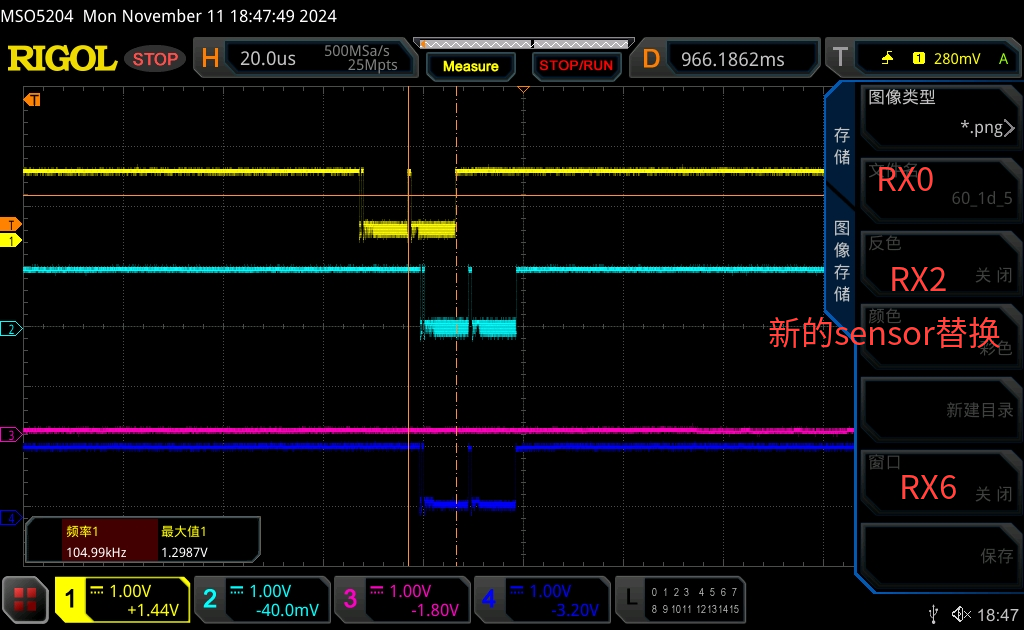 MSO5204 Mon November 11 18:47:49 2024
RIGOL STOP H 20.0us 500MSa/s 25Mpts Measure STOP/RUN D 966.1862ms T 1 280mV A
T
图像类型
*.png
存储
文件名
RX0
60_1d_5
T
1
图像存储
反色
RX2
关闭
2
颜色
新的sensor替换
彩色
新建目录
3
窗口
RX6
关闭
4
频率1 最大值1
104.99kHz 1.2987V
保存
1 1.00V +1.44V
2 1.00V -40.0mV
3 1.00V -1.80V
4 1.00V -3.20V
L 0 1 2 3 4 5 6 7
8 9 10 11 12 13 14 15
18:47